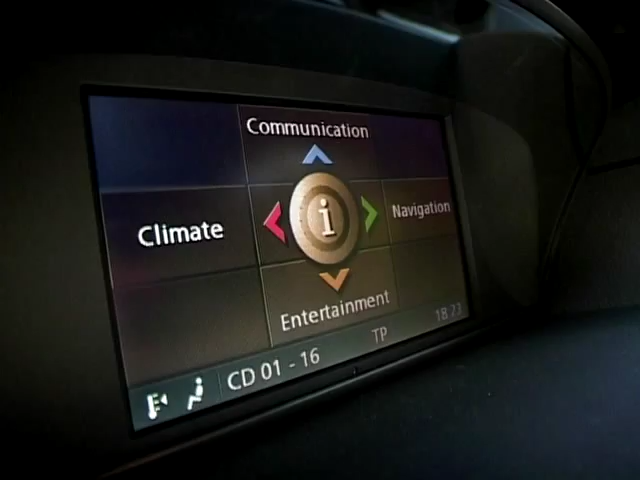 Communication
Climate
i
Navigation
Entertainment
CD 01 - 16
TP
18 23